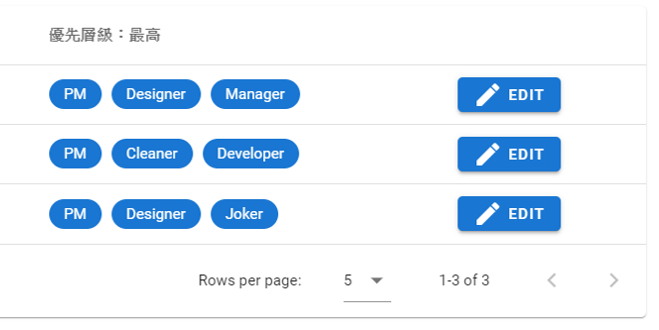 優先層級：最高
PM Designer Manager EDIT
PM Cleaner Developer EDIT
PM Designer Joker EDIT
Rows per page: 5 1-3 of 3